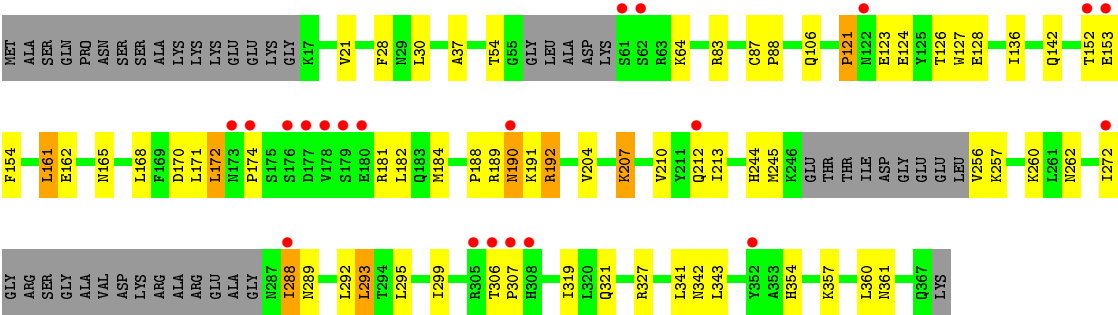 MET ALA SER GLN PRO ASN SER SER ALA LYS LYS LYS GLU GLU LYS GLY K17 V21 F28 N29 L30 A37 T54 G55 GLY LEU ALA ASP LYS S61 S62 R63 K64 R83 C87 P88 Q106 P121 N122 E123 E124 Y125 T126 W127 E128 I136 Q142 T152 E153
F154 L161 E162 N165 L168 F169 D170 L171 L172 N173 P174 S175 S176 D177 V178 S179 E180 R181 L182 Q183 M184 P188 R189 N190 K191 R192 V204 K207 V210 Y211 Q212 I213 H244 M245 K246 GLU THR THR ILE ASP GLY GLU GLU LEU V256 K257 K260 L261 N262 I272
GLY ARG SER GLY ALA VAL ASP LYS ARG ALA ARG GLU ALA GLY N287 I288 N289 L292 L293 T294 L295 I299 R305 T306 P307 H308 I319 L320 Q321 R327 L341 N342 L343 Y352 A353 H354 K357 L360 N361 Q367 LYS